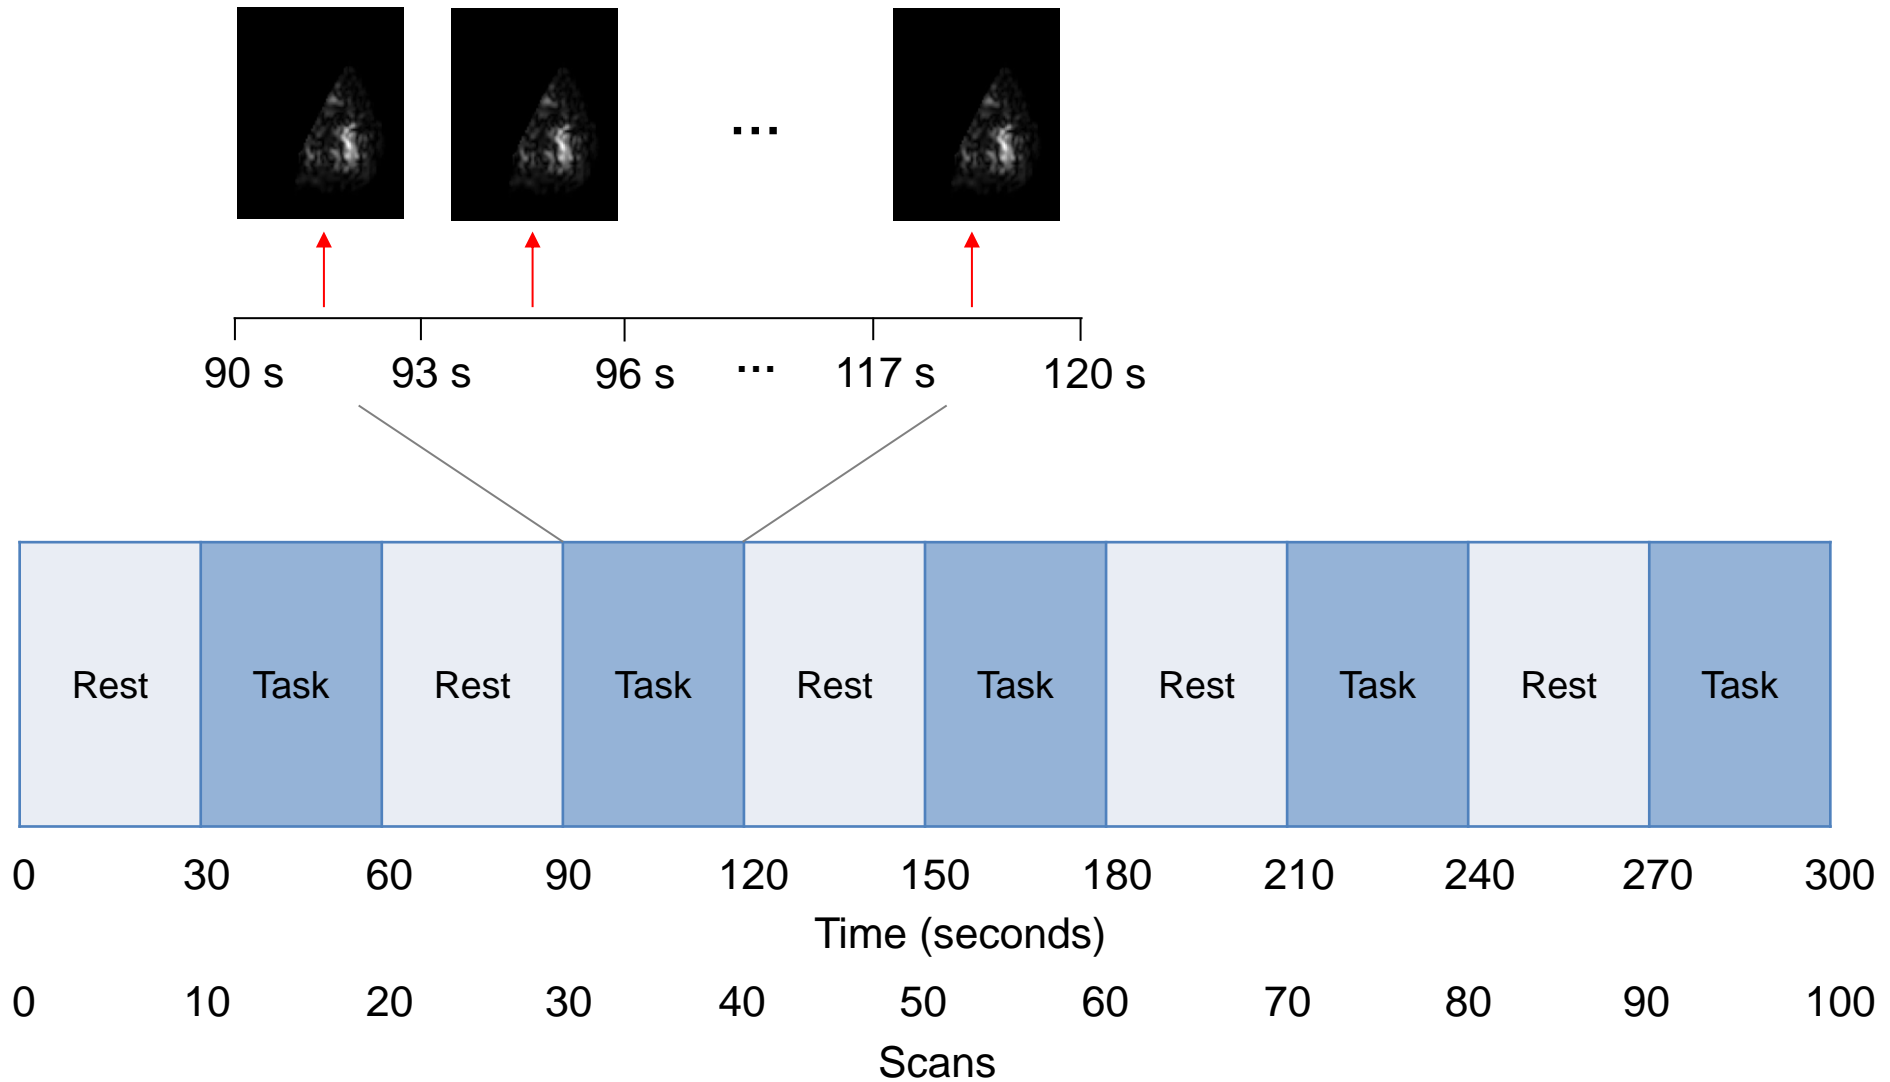 ...
90 s 93 s 96 s ... 117 s 120 s
Rest Task Rest Task Rest Task Rest Task Rest Task
0 30 60 90 120 150 180 210 240 270 300
Time (seconds)
0 10 20 30 40 50 60 70 80 90 100
Scans